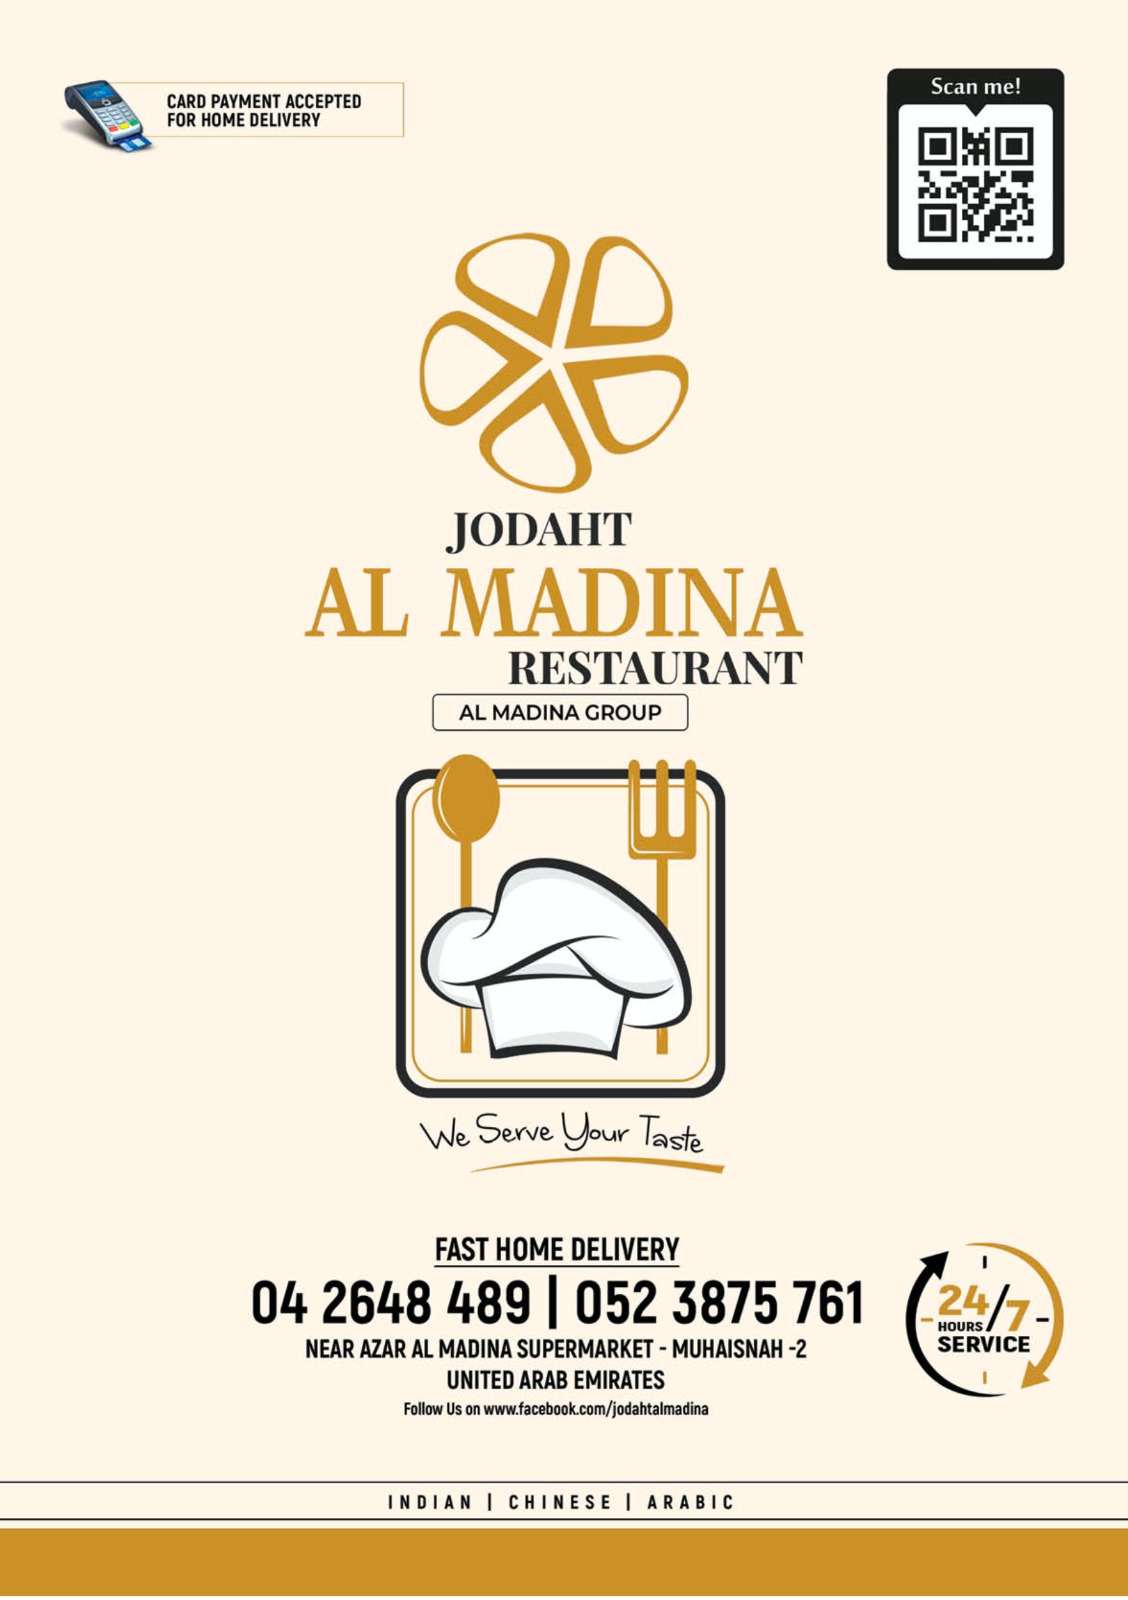 CARD PAYMENT ACCEPTED
FOR HOME DELIVERY
Scan me!
JODAHT
AL MADINA
RESTAURANT
AL MADINA GROUP
We Serve Your Taste
FAST HOME DELIVERY
04 2648 489 | 052 3875 761
NEAR AZAR AL MADINA SUPERMARKET - MUHAISNAH -2
UNITED ARAB EMIRATES
Follow Us on www.facebook.com/jodahtalmadina
24/7
HOURS
SERVICE
INDIAN | CHINESE | ARABIC